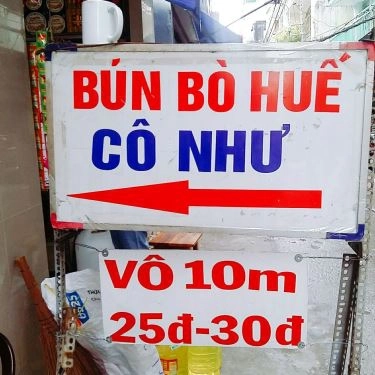 BÚN BÒ HUẾ
CÔ NHƯ
VÔ 10m
25đ-30đ